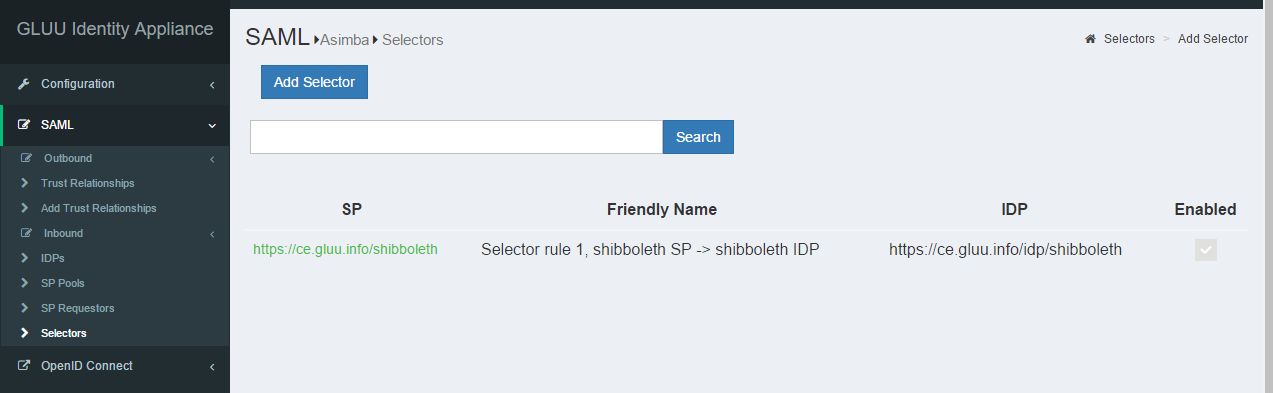 GLUU Identity Appliance
Configuration
SAML
Outbound
Trust Relationships
Add Trust Relationships
Inbound
IDPs
SP Pools
SP Requestors
Selectors
OpenID Connect
SAML Asimba Selectors
Selectors > Add Selector
Add Selector
Search
SP Friendly Name IDP Enabled
https://ce.gluu.info/shibboleth Selector rule 1, shibboleth SP -> shibboleth IDP https://ce.gluu.info/idp/shibboleth